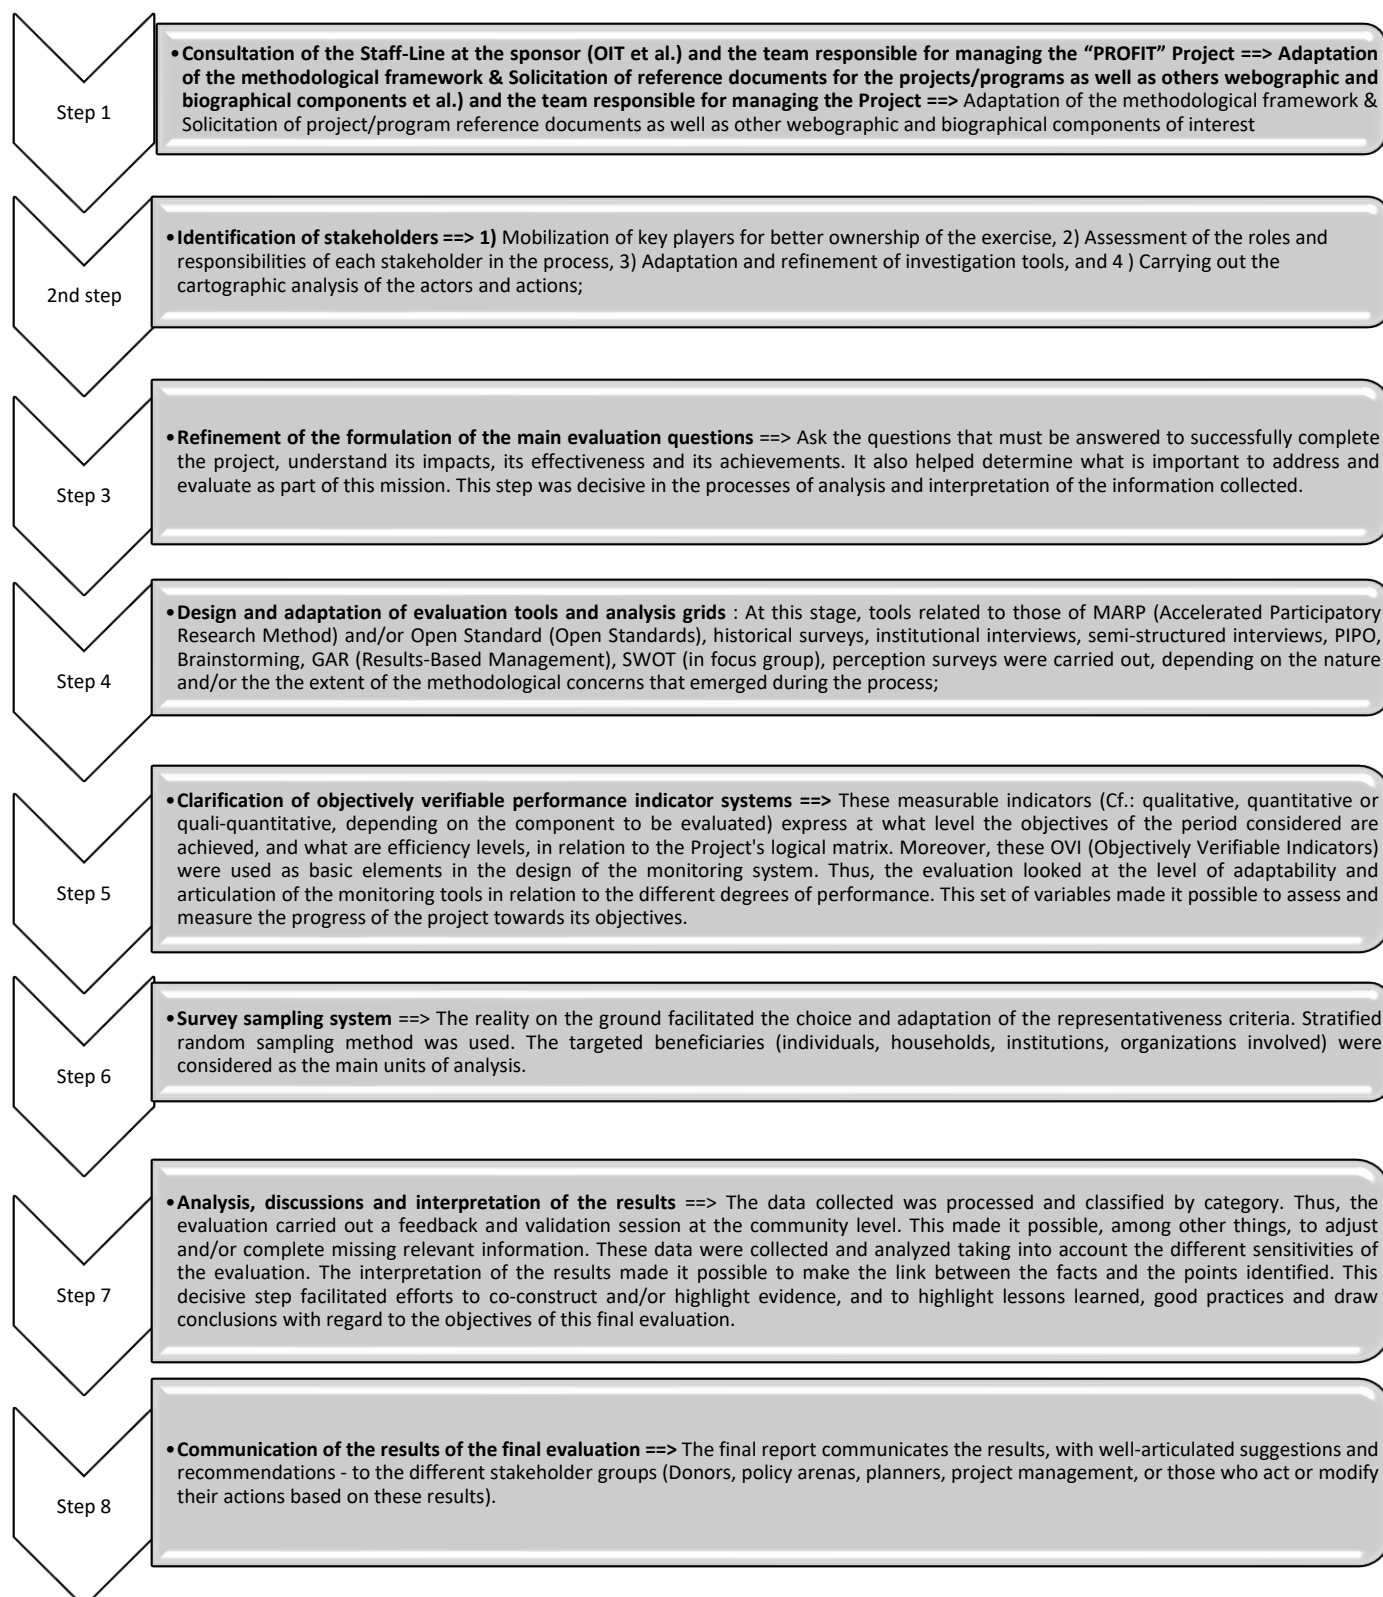 Step 1
•Consultation of the Staff-Line at the sponsor (OIT et al.) and the team responsible for managing the “PROFIT” Project ==> Adaptation
of the methodological framework & Solicitation of reference documents for the projects/programs as well as others webographic and
biographical components et al.) and the team responsible for managing the Project ==> Adaptation of the methodological framework &
Solicitation of project/program reference documents as well as other webographic and biographical components of interest
2nd step
•Identification of stakeholders ==> 1) Mobilization of key players for better ownership of the exercise, 2) Assessment of the roles and
responsibilities of each stakeholder in the process, 3) Adaptation and refinement of investigation tools, and 4 ) Carrying out the
cartographic analysis of the actors and actions;
Step 3
•Refinement of the formulation of the main evaluation questions ==> Ask the questions that must be answered to successfully complete
the project, understand its impacts, its effectiveness and its achievements. It also helped determine what is important to address and
evaluate as part of this mission. This step was decisive in the processes of analysis and interpretation of the information collected.
Step 4
•Design and adaptation of evaluation tools and analysis grids : At this stage, tools related to those of MARP (Accelerated Participatory
Research Method) and/or Open Standard (Open Standards), historical surveys, institutional interviews, semi-structured interviews, PIPO,
Brainstorming, GAR (Results-Based Management), SWOT (in focus group), perception surveys were carried out, depending on the nature
and/or the the extent of the methodological concerns that emerged during the process;
Step 5
•Clarification of objectively verifiable performance indicator systems ==> These measurable indicators (Cf.: qualitative, quantitative or
quali-quantitative, depending on the component to be evaluated) express at what level the objectives of the period considered are
achieved, and what are efficiency levels, in relation to the Project's logical matrix. Moreover, these OVI (Objectively Verifiable Indicators)
were used as basic elements in the design of the monitoring system. Thus, the evaluation looked at the level of adaptability and
articulation of the monitoring tools in relation to the different degrees of performance. This set of variables made it possible to assess and
measure the progress of the project towards its objectives.
Step 6
•Survey sampling system ==> The reality on the ground facilitated the choice and adaptation of the representativeness criteria. Stratified
random sampling method was used. The targeted beneficiaries (individuals, households, institutions, organizations involved) were
considered as the main units of analysis.
Step 7
•Analysis, discussions and interpretation of the results ==> The data collected was processed and classified by category. Thus, the
evaluation carried out a feedback and validation session at the community level. This made it possible, among other things, to adjust
and/or complete missing relevant information. These data were collected and analyzed taking into account the different sensitivities of
the evaluation. The interpretation of the results made it possible to make the link between the facts and the points identified. This
decisive step facilitated efforts to co-construct and/or highlight evidence, and to highlight lessons learned, good practices and draw
conclusions with regard to the objectives of this final evaluation.
Step 8
•Communication of the results of the final evaluation ==> The final report communicates the results, with well-articulated suggestions and
recommendations - to the different stakeholder groups (Donors, policy arenas, planners, project management, or those who act or modify
their actions based on these results).